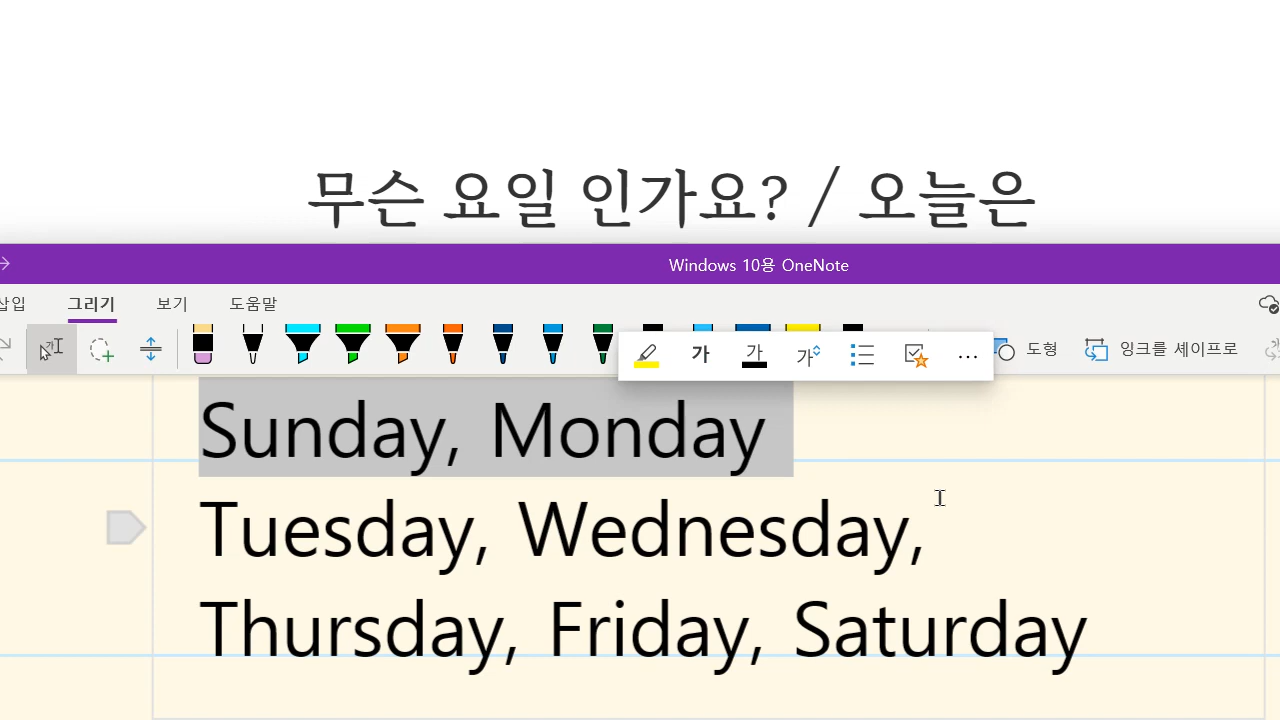 무슨 요일 인가요? / 오늘은
Windows 10용 OneNote
삽입 그리기 보기 도움말
가 가 가 도형 잉크를 셰이프로
Sunday, Monday
Tuesday, Wednesday,
Thursday, Friday, Saturday